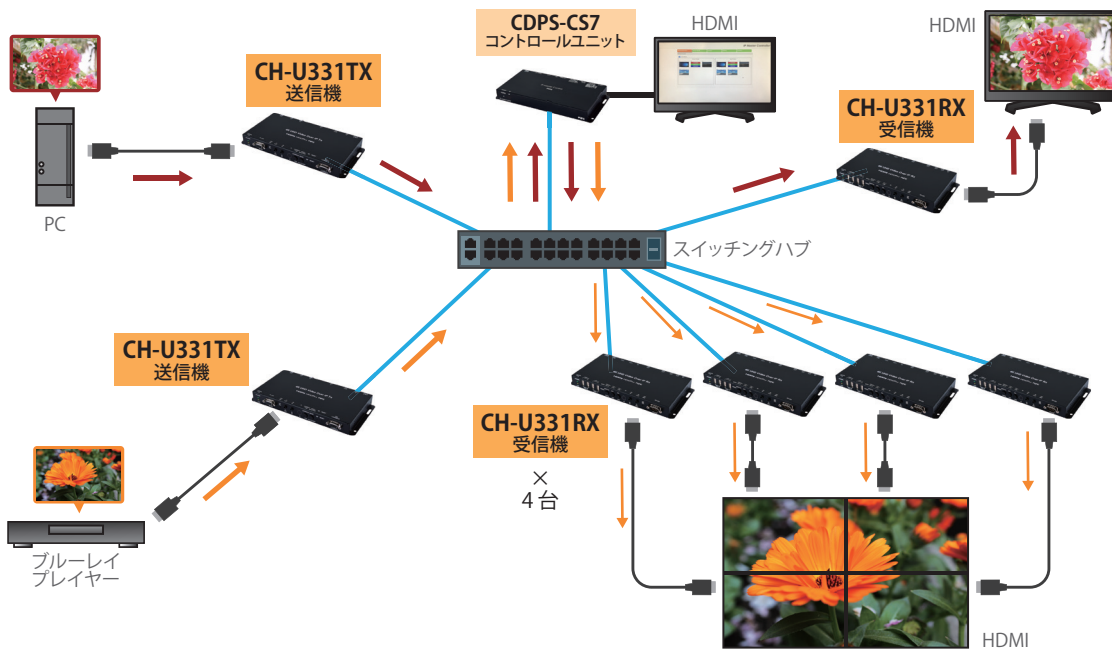 CDPS-CS7
コントロールユニット
HDMI
HDMI
CH-U331TX
送信機
CH-U331RX
受信機
PC
スイッチングハブ
CH-U331TX
送信機
CH-U331RX
受信機
×
4台
ブルーレイ
プレイヤー
HDMI